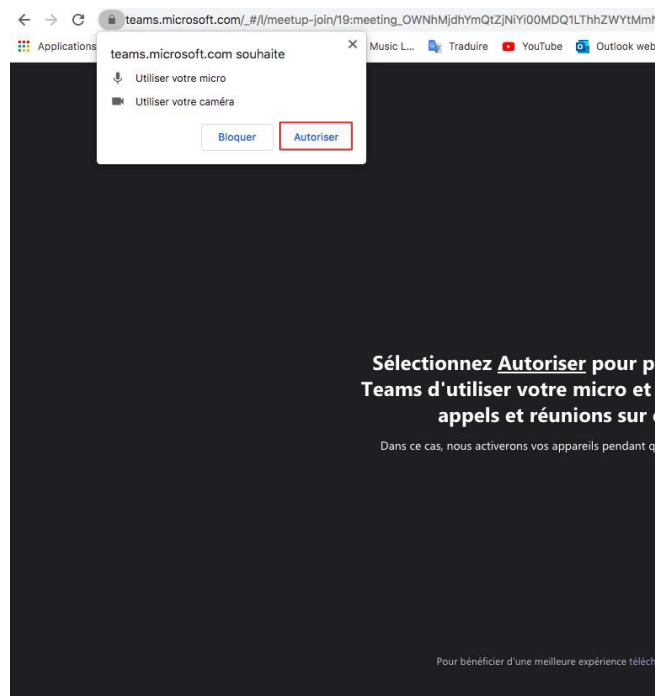 teams.microsoft.com/_#/l/meetup-join/19:meeting_OWNhMjdhYmQtZjNiYi00MDQ1LThhZWYtMmN
Applications
Music L... Traduire YouTube Outlook web
teams.microsoft.com souhaite
Utiliser votre micro
Utiliser votre caméra
Bloquer Autoriser
Sélectionnez Autoriser pour p
Teams d'utiliser votre micro et
appels et réunions sur
Dans ce cas, nous activerons vos appareils pendant q
Pour bénéficier d'une meilleure expérience téléch